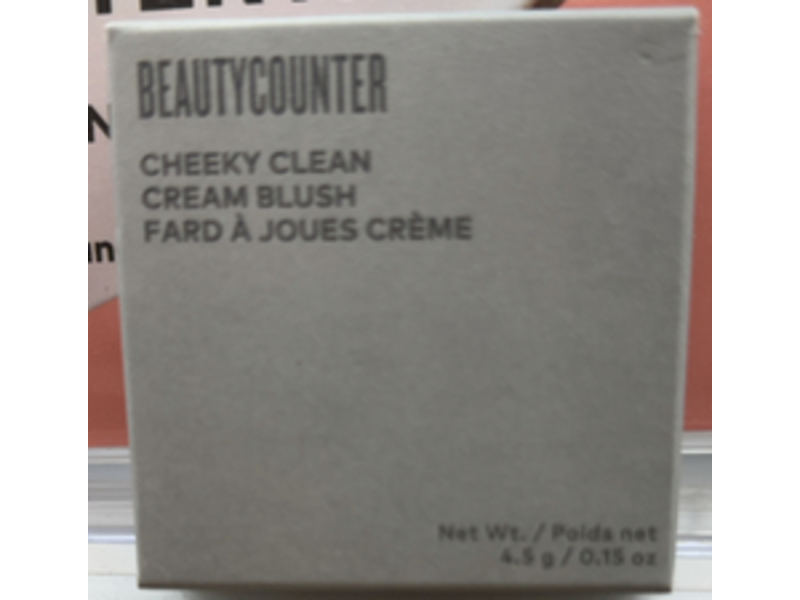 BEAUTYCOUNTER
CHEEKY CLEAN
CREAM BLUSH
FARD À JOUES CRÈME
Net Wt. / Poids net
4.5 g / 0.15 oz